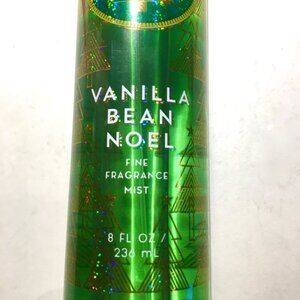 VANILLA
BEAN
NOEL
FINE
FRAGRANCE
MIST
8 FL OZ /
236 mL